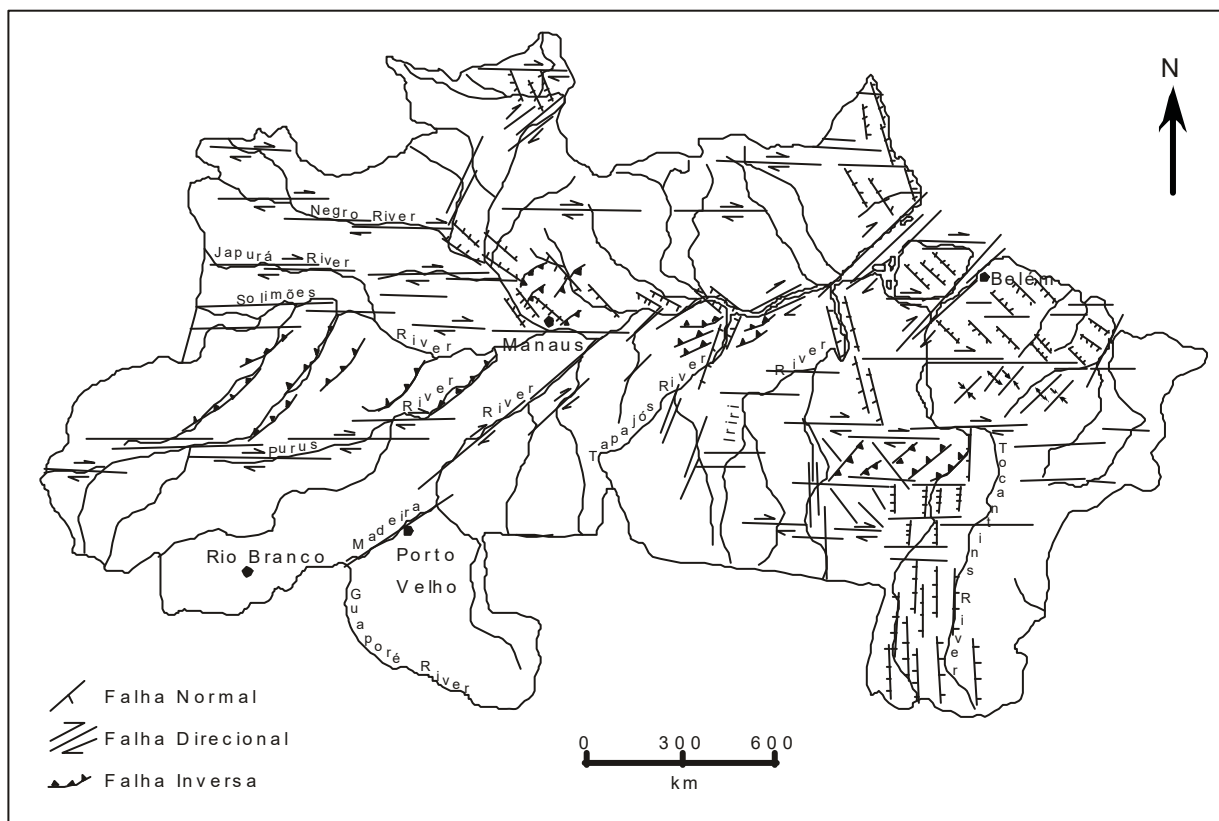 N
Negro River
Japurá River
Solimões
River
Belém
Manaus
River
River
River
Tapajós River
Iriri
Purus
Tocantins River
Madeira
Rio Branco
Porto
Velho
Guaporé River
Falha Normal
Falha Direcional
Falha Inversa
0 300 600
km